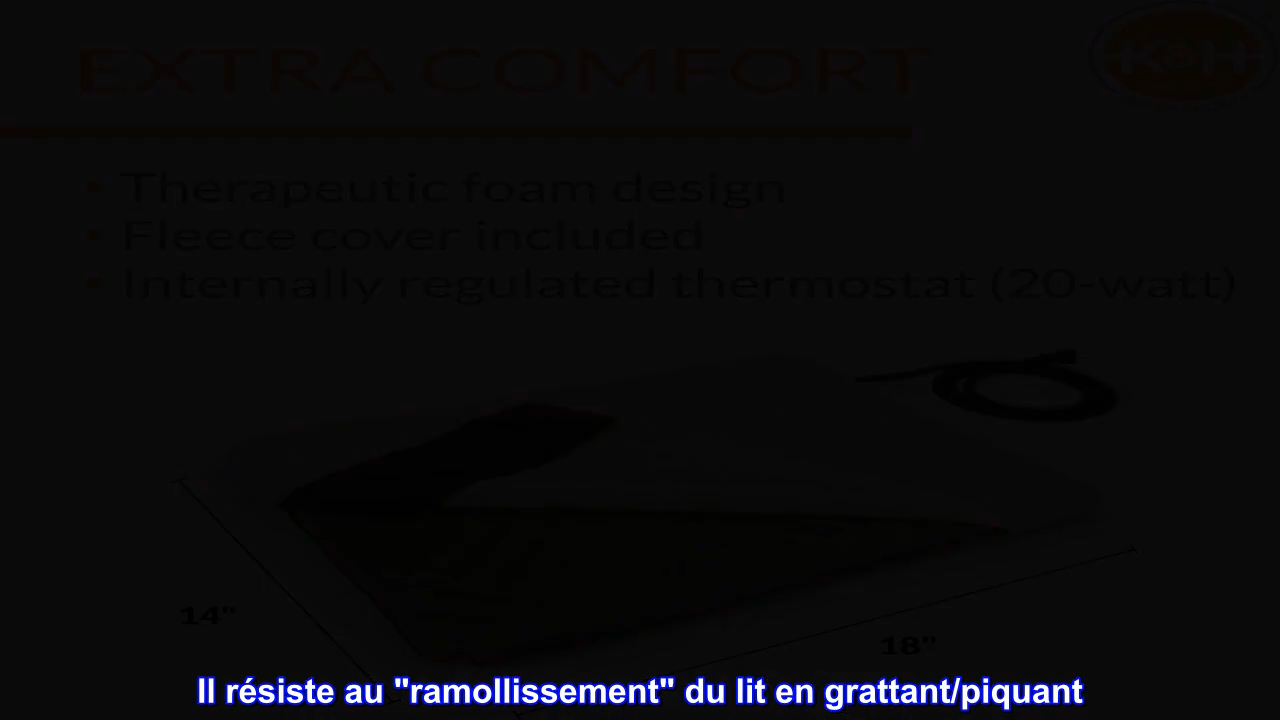 EXTRA COMFORT
K&H
• Therapeutic foam design
• Fleece cover included
• Internally regulated thermostat (20-watt)
14"
18"
Il résiste au "ramollissement" du lit en grattant/piquant